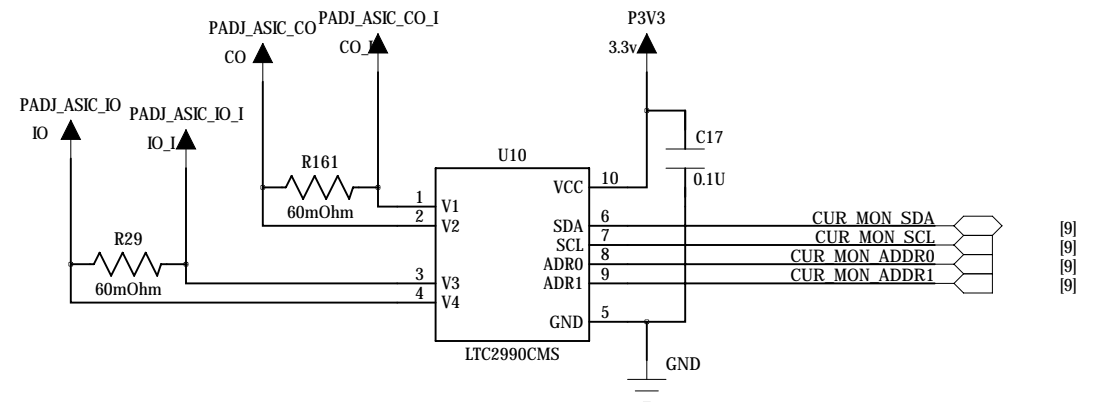 PADJ_ASIC_CO
PADJ_ASIC_CO_I
P3V3
CO
CO_I
3.3v
PADJ_ASIC_IO
PADJ_ASIC_IO_I
IO
IO_I
C17
0.1U
R161
60mOhm
U10
R29
60mOhm
1 V1
2 V2
3 V3
4 V4
VCC 10
SDA 6 CUR_MON_SDA [9]
SCL 7 CUR_MON_SCL [9]
ADR0 8 CUR_MON_ADDR0 [9]
ADR1 9 CUR_MON_ADDR1 [9]
GND 5
LTC2990CMS
GND